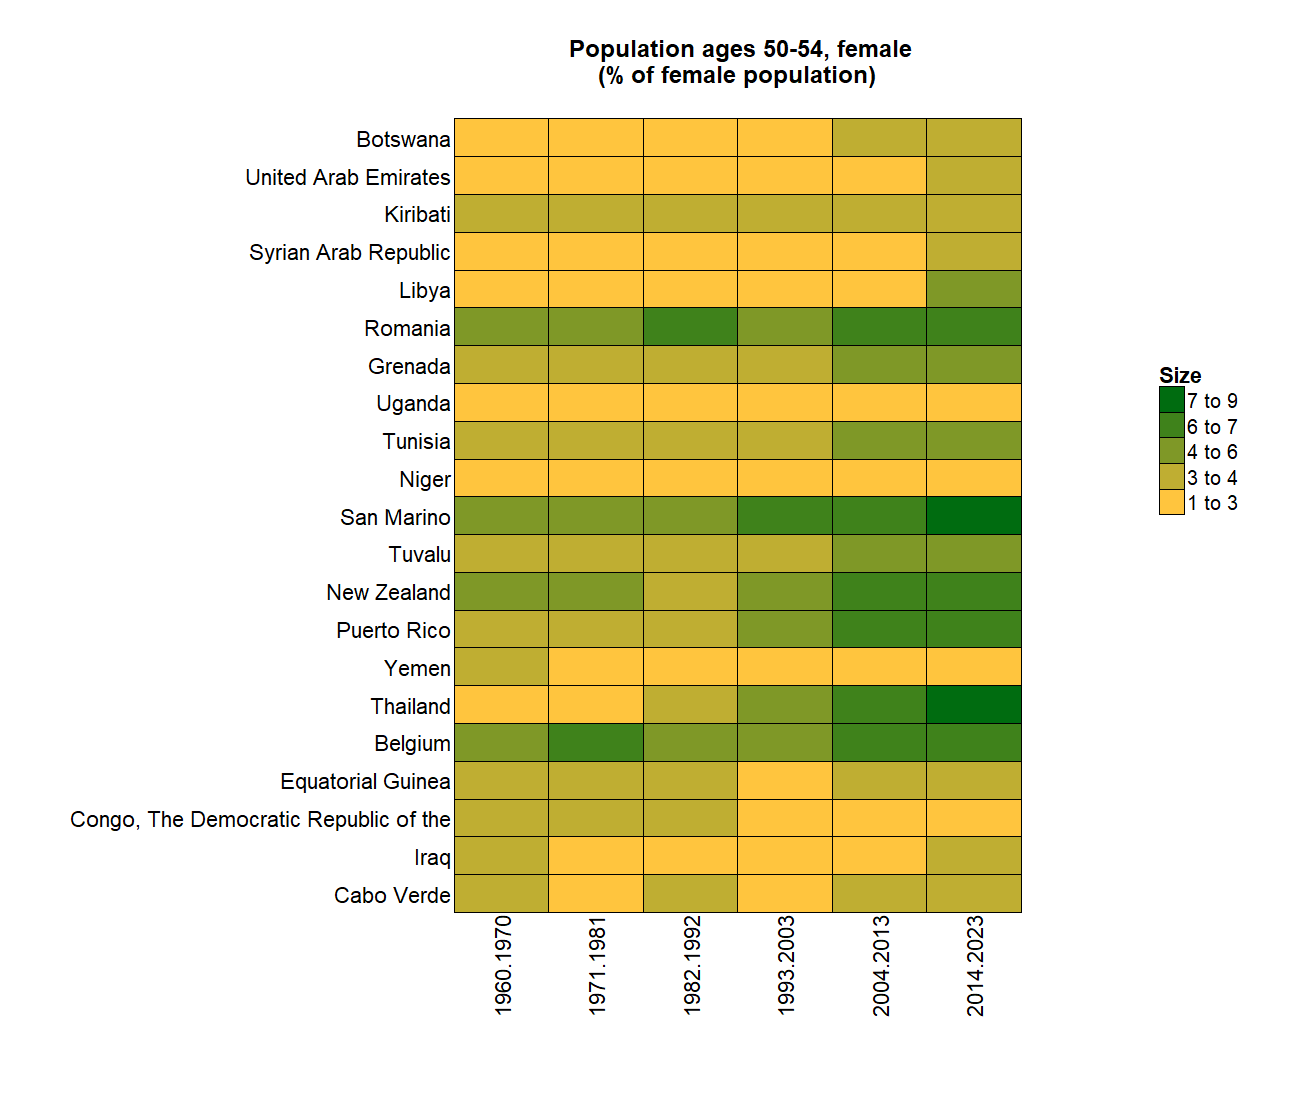 Population ages 50-54, female
(% of female population)
Botswana
United Arab Emirates
Kiribati
Syrian Arab Republic
Libya
Romania
Grenada
Uganda
Tunisia
Niger
San Marino
Tuvalu
New Zealand
Puerto Rico
Yemen
Thailand
Belgium
Equatorial Guinea
Congo, The Democratic Republic of the
Iraq
Cabo Verde
1960.1970
1971.1981
1982.1992
1993.2003
2004.2013
2014.2023
Size
7 to 9
6 to 7
4 to 6
3 to 4
1 to 3